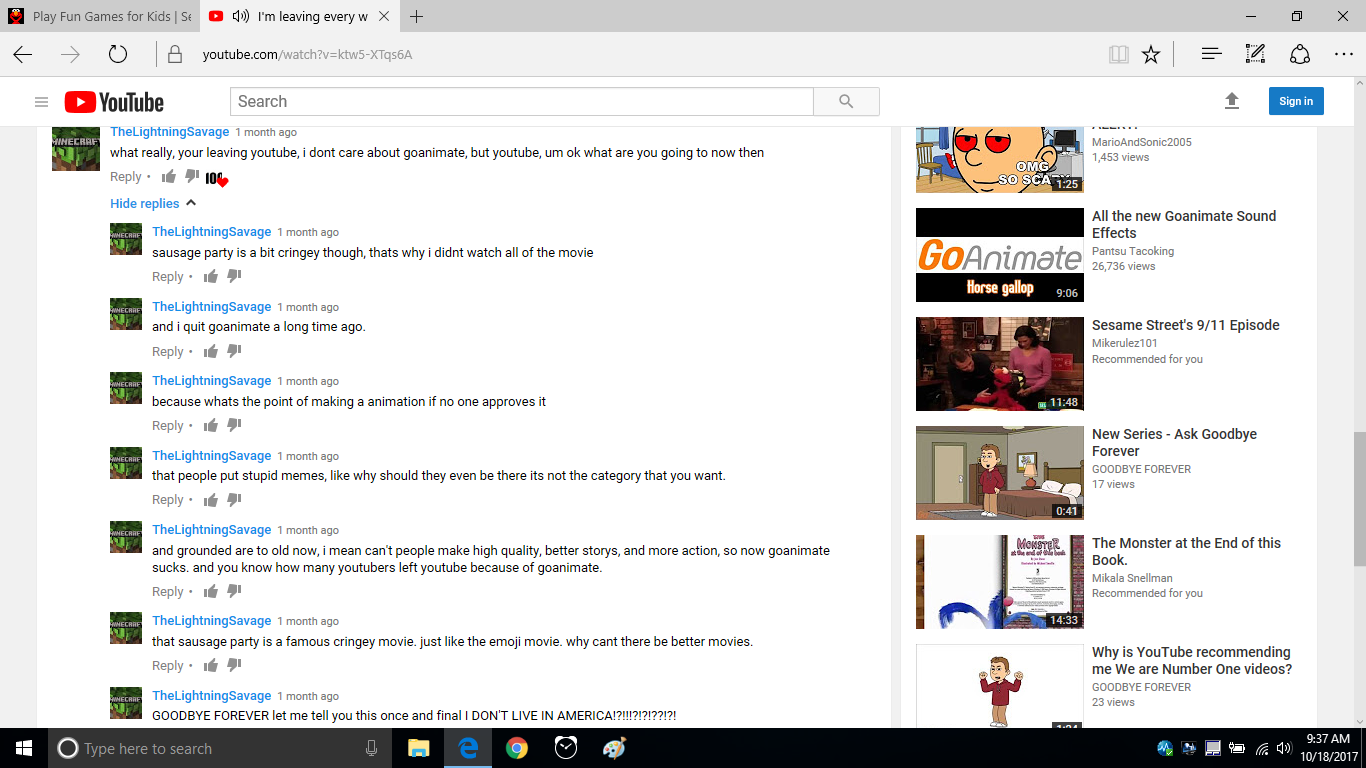 Play Fun Games for Kids | Se
I'm leaving every w
youtube.com/watch?v=ktw5-XTqs6A
YouTube
Search
Sign in
MINECRAF
TheLightningSavage 1 month ago
what really, your leaving youtube, i dont care about goanimate, but youtube, um ok what are you going to now then
Reply •
100
Hide replies
TheLightningSavage 1 month ago
sausage party is a bit cringey though, thats why i didnt watch all of the movie
Reply •
TheLightningSavage 1 month ago
and i quit goanimate a long time ago.
Reply •
TheLightningSavage 1 month ago
because whats the point of making a animation if no one approves it
Reply •
TheLightningSavage 1 month ago
that people put stupid memes, like why should they even be there its not the category that you want.
Reply •
TheLightningSavage 1 month ago
and grounded are to old now, i mean can't people make high quality, better storys, and more action, so now goanimate
sucks. and you know how many youtubers left youtube because of goanimate.
Reply •
TheLightningSavage 1 month ago
that sausage party is a famous cringey movie. just like the emoji movie. why cant there be better movies.
Reply •
TheLightningSavage 1 month ago
GOODBYE FOREVER let me tell you this once and final I DON'T LIVE IN AMERICA!?!!!?!?!??!?!
OMG
SO SCARY
1:25
MarioAndSonic2005
1,453 views
GoAnimate
Horse gallop
9:06
All the new Goanimate Sound
Effects
Pantsu Tacoking
26,736 views
11:48
Sesame Street's 9/11 Episode
Mikerulez101
Recommended for you
0:41
New Series - Ask Goodbye
Forever
GOODBYE FOREVER
17 views
MONSTER
at the end of this book
14:33
The Monster at the End of this
Book.
Mikala Snellman
Recommended for you
Why is YouTube recommending
me We are Number One videos?
GOODBYE FOREVER
23 views
Type here to search
9:37 AM
10/18/2017